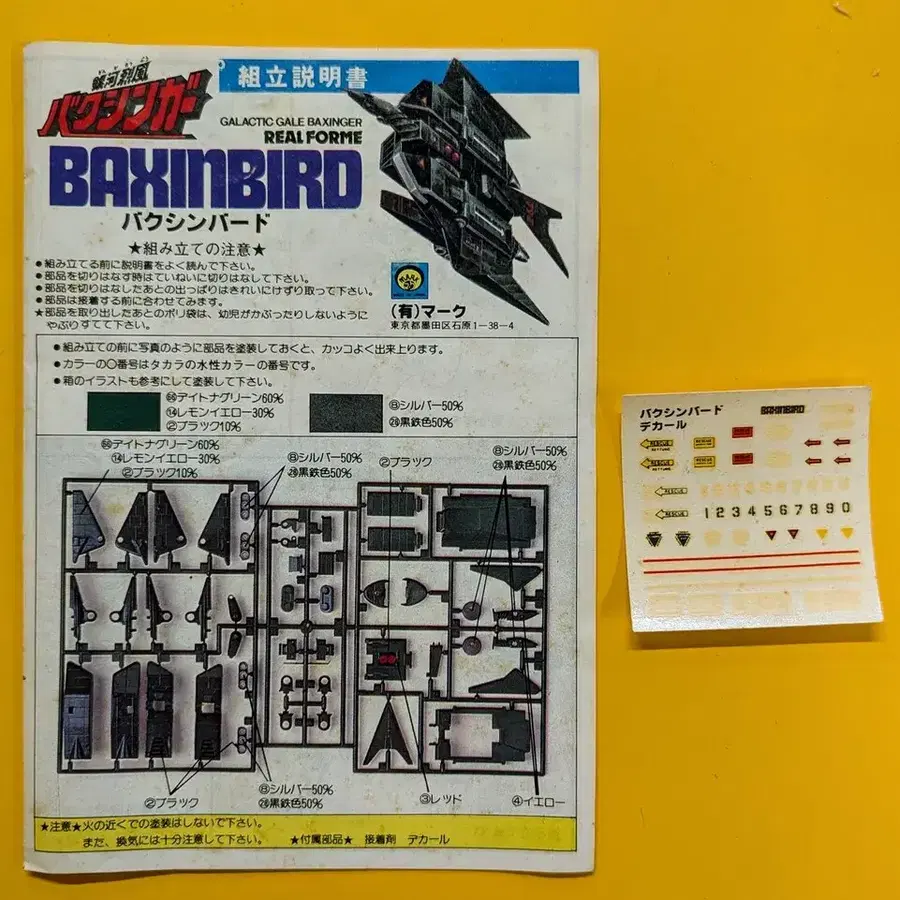 銀河烈風
バクシンガー
組立説明書
GALACTIC GALE BAXINGER
REAL FORME
BAXINBIRD
バクシンバード
★組み立ての注意★
●組み立てる前に説明書をよく読んで下さい。
●部品を切りはなす時はていねいに切りはなして下さい。
●部品を切りはなしたあとの出っぱりはきれいにけずり取って下さい。
●部品は接着する前に合わせてみます。
★部品を取り出したあとのポリ袋は、幼児がかぶったりしないように
やぶりすてて下さい。
(有)マーク
東京都墨田区石原1-38-4
●組み立ての前に写真のように部品を塗装しておくと、カッコよく出来上ります。
●カラーの○番号はタカラの水性カラーの番号です。
●箱のイラストも参考にして塗装して下さい。
デイトナグリーン60%
⑭レモンイエロー30%
②ブラック10%
⑧シルバー50%
黒鉄色50%
デイトナグリーン60%
⑭レモンイエロー30%
②ブラック10%
⑧シルバー50%
黒鉄色50%
②ブラック
⑧シルバー50%
黒鉄色50%
②ブラック
⑧シルバー50%
黒鉄色50%
③レッド
④イエロー
★注意★火の近くでの塗装はしないで下さい。
また、換気には十分注意して下さい。
★付属部品★ 接着剤 デカール
バクシンバード
デカール
BAXINBIRD
RESCUE
RESCUE
RESCUE
RESCUE
RESCUE
RESCUE
1 2 3 4 5 6 7 8 9 0